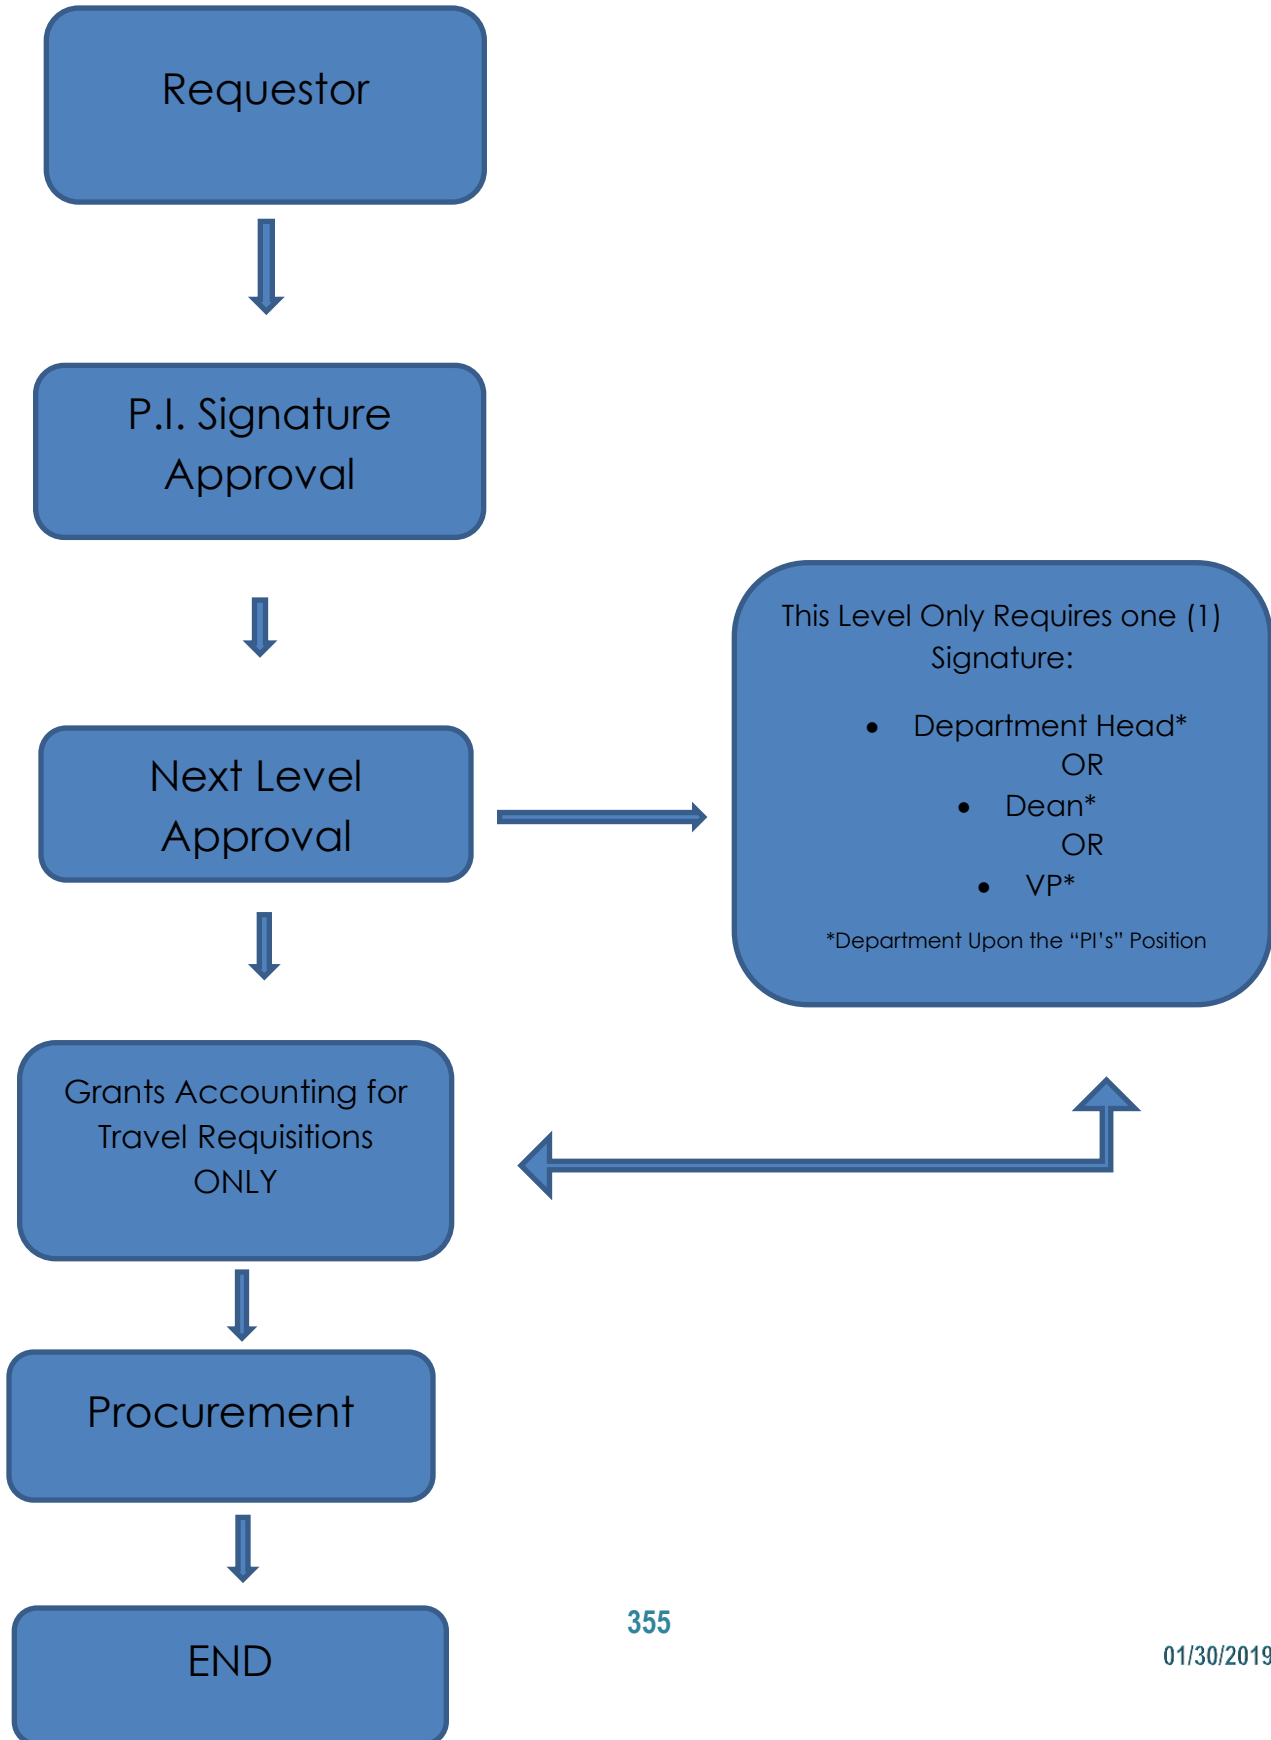 Requestor
P.I. Signature
Approval
This Level Only Requires one (1)
Signature:
• Department Head*
OR
• Dean*
OR
• VP*
*Department Upon the “PI's” Position
Next Level
Approval
Grants Accounting for
Travel Requisitions
ONLY
Procurement
END
355
01/30/2019